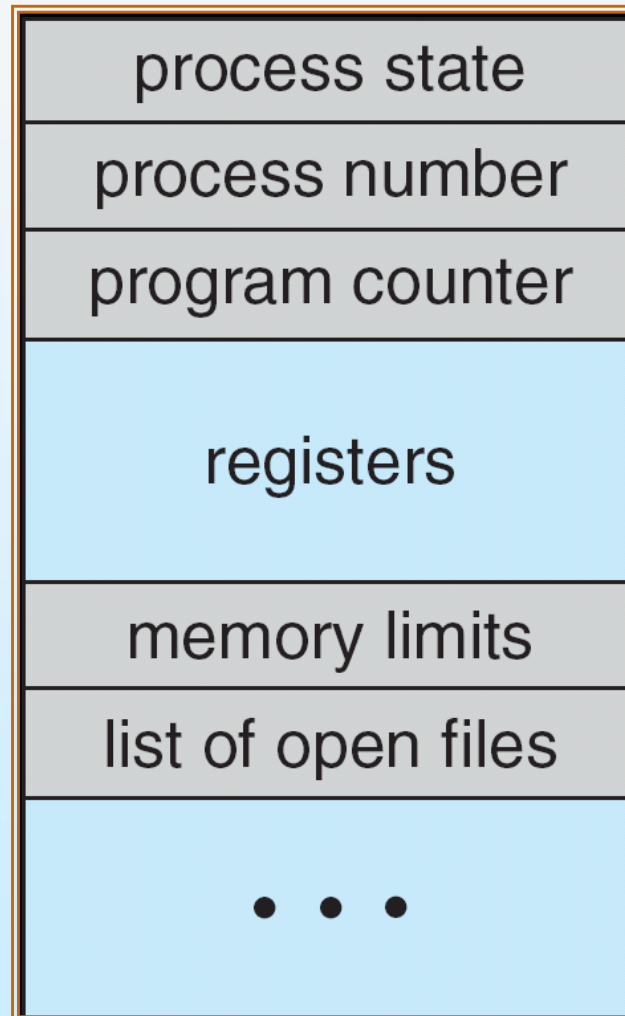 process state
process number
program counter
registers
memory limits
list of open files
• • •